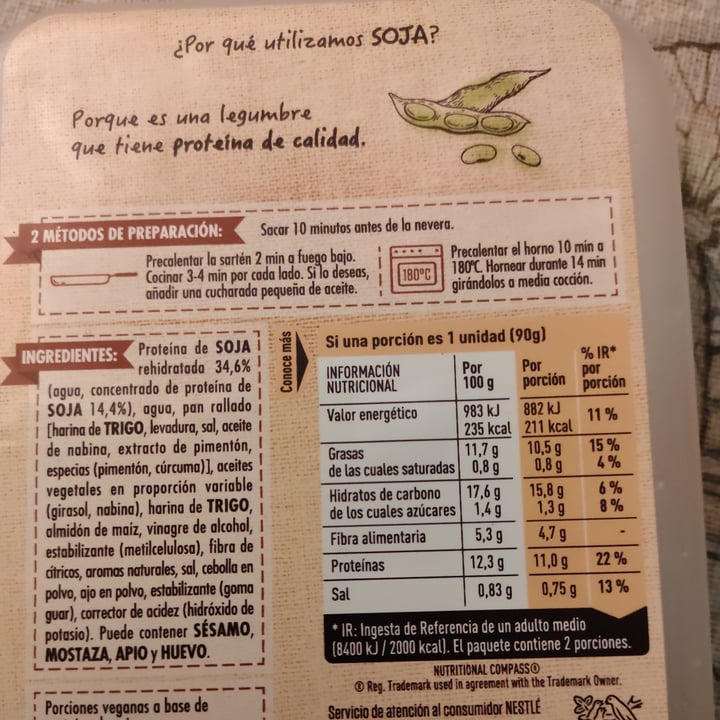 ¿Por qué utilizamos SOJA?
Porque es una legumbre
que tiene proteína de calidad.
2 MÉTODOS DE PREPARACIÓN:
Sacar 10 minutos antes de la nevera.
Precalentar la sartén 2 min a fuego bajo.
Cocinar 3-4 min por cada lado. Si lo deseas,
añadir una cucharada pequeña de aceite.
180°C
Precalentar el horno 10 min a
180°C. Hornear durante 14 min
girándolos a media cocción.
INGREDIENTES: Proteína de SOJA
rehidratada 34,6%
(agua, concentrado de proteína de
SOJA 14,4%), agua, pan rallado
[harina de TRIGO, levadura, sal, aceite
de nabina, extracto de pimentón,
especias (pimentón, cúrcuma)], aceites
vegetales en proporción variable
(girasol, nabina), harina de TRIGO,
almidón de maíz, vinagre de alcohol,
estabilizante (metilcelulosa), fibra de
cítricos, aromas naturales, sal, cebolla en
polvo, ajo en polvo, estabilizante (goma
guar), corrector de acidez (hidróxido de
potasio). Puede contener SÉSAMO,
MOSTAZA, APIO y HUEVO.
Porciones veganas a base de
Conoce más
Si una porción es 1 unidad (90g)
INFORMACIÓN
NUTRICIONAL
Por
100 g
Por
porción
% IR*
por
porción
Valor energético 983 kJ 882 kJ 11 %
235 kcal 211 kcal
Grasas 11,7 g 10,5 g 15 %
de las cuales saturadas 0,8 g 0,8 g 4 %
Hidratos de carbono 17,6 g 15,8 g 6 %
de los cuales azúcares 1,4 g 1,3 g 8 %
Fibra alimentaria 5,3 g 4,7 g -
Proteínas 12,3 g 11,0 g 22 %
Sal 0,83 g 0,75 g 13 %
* IR: Ingesta de Referencia de un adulto medio
(8400 kJ / 2000 kcal). El paquete contiene 2 porciones.
NUTRITIONAL COMPASS®
® Reg. Trademark used in agreement with the Trademark Owner.
Servicio de atención al consumidor NESTLÉ